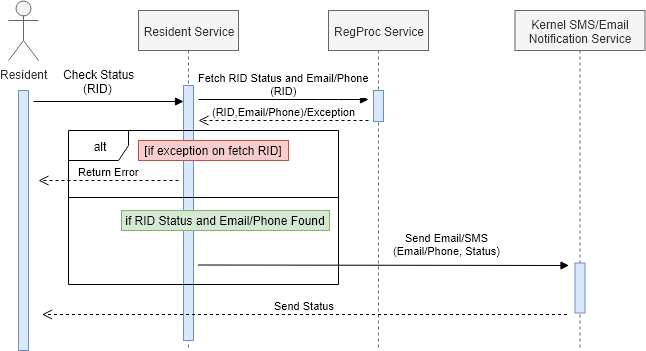 Resident Service
RegProc Service
Kernel SMS/Email
Notification Service
Resident
Check Status
(RID)
Fetch RID Status and Email/Phone
(RID)
(RID,Email/Phone)/Exception
alt
[if exception on fetch RID]
Return Error
if RID Status and Email/Phone Found
Send Email/SMS
(Email/Phone, Status)
Send Status